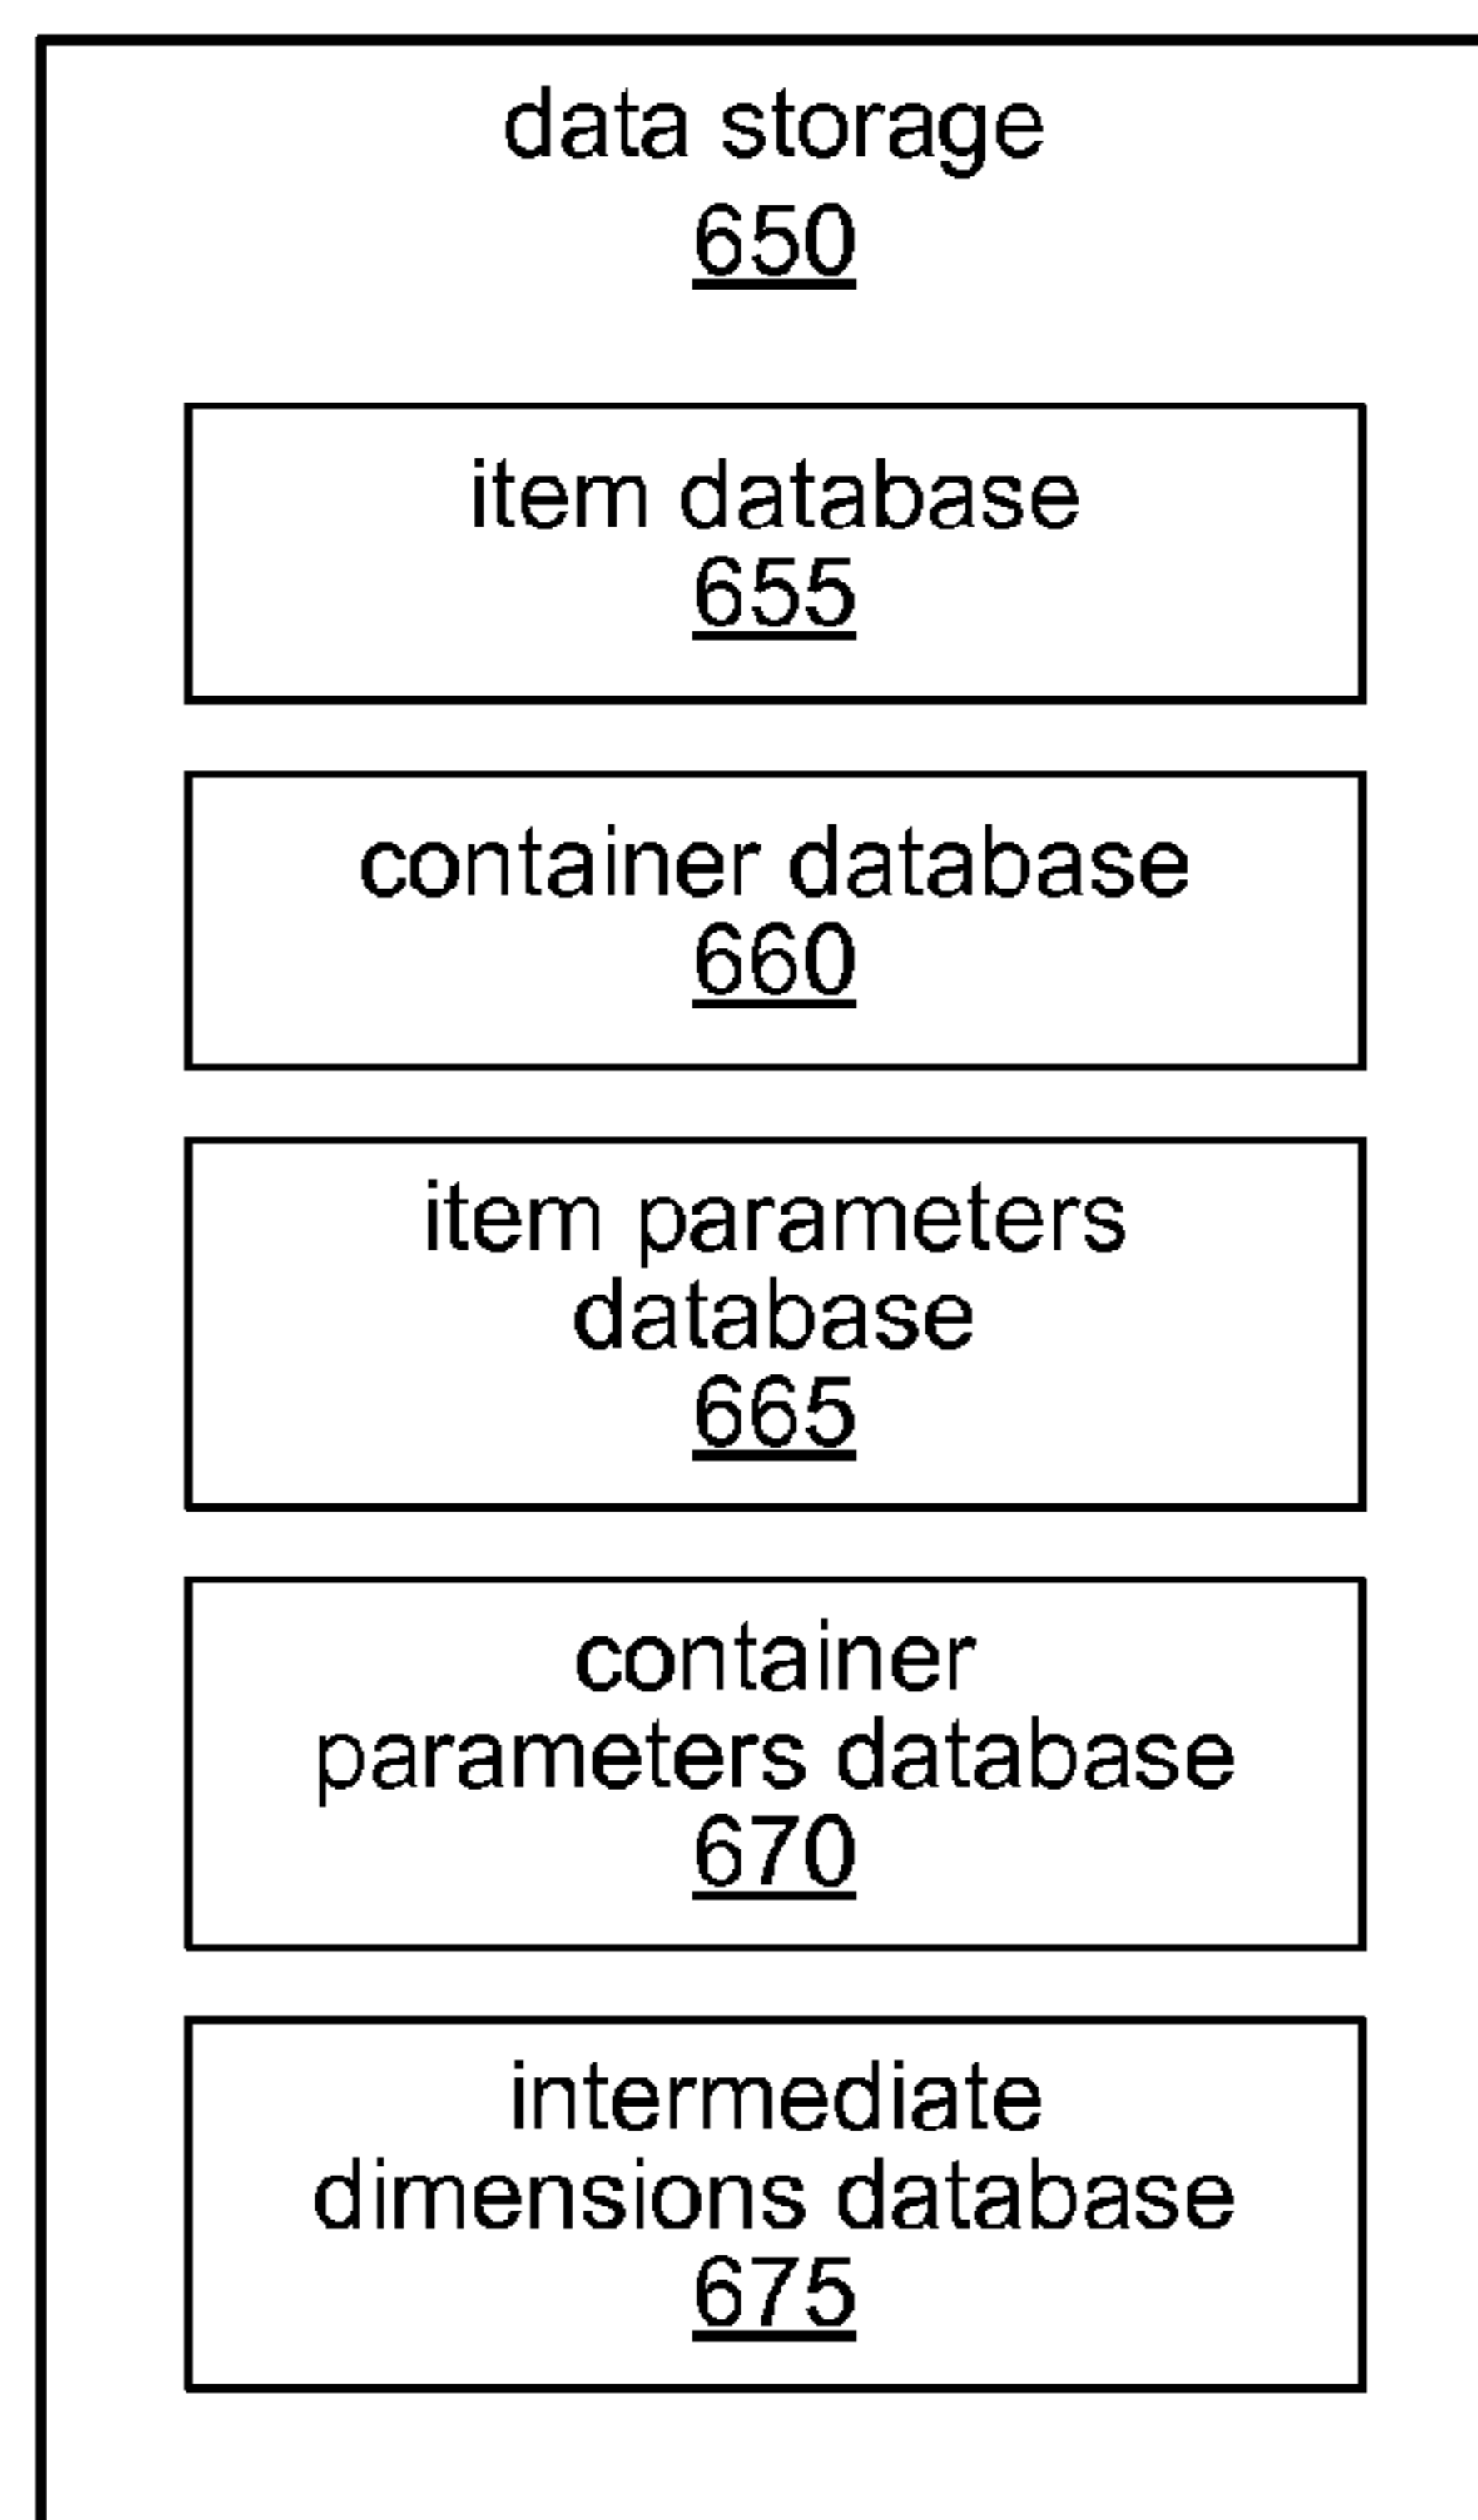 data storage
650
item database
655
container database
660
item parameters
database
665
container
parameters database
670
intermediate
dimensions database
675